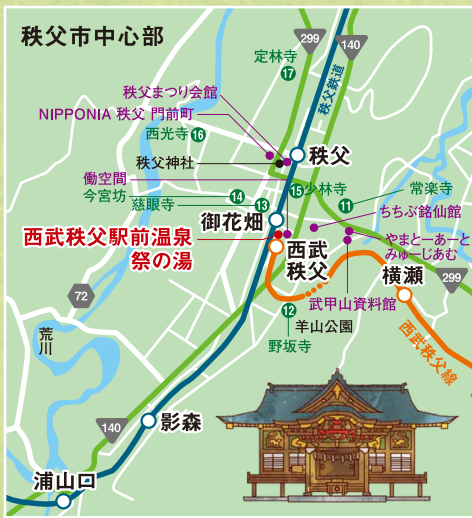 秩父市中心部
299
140
定林寺
17
秩父鉄道
秩父まつり会館
NIPPONIA 秩父 門前町
西光寺
16
秩父神社
秩父
働空間
今宮坊
14
慈眼寺
13
15
少林寺
11
常楽寺
御花畑
ちちぶ銘仙館
西武秩父駅前温泉
祭の湯
西武
秩父
やまとーあーと
みゅーじあむ
横瀬
299
72
荒川
武甲山資料館
12
羊山公園
野坂寺
西武秩父線
140
影森
浦山口